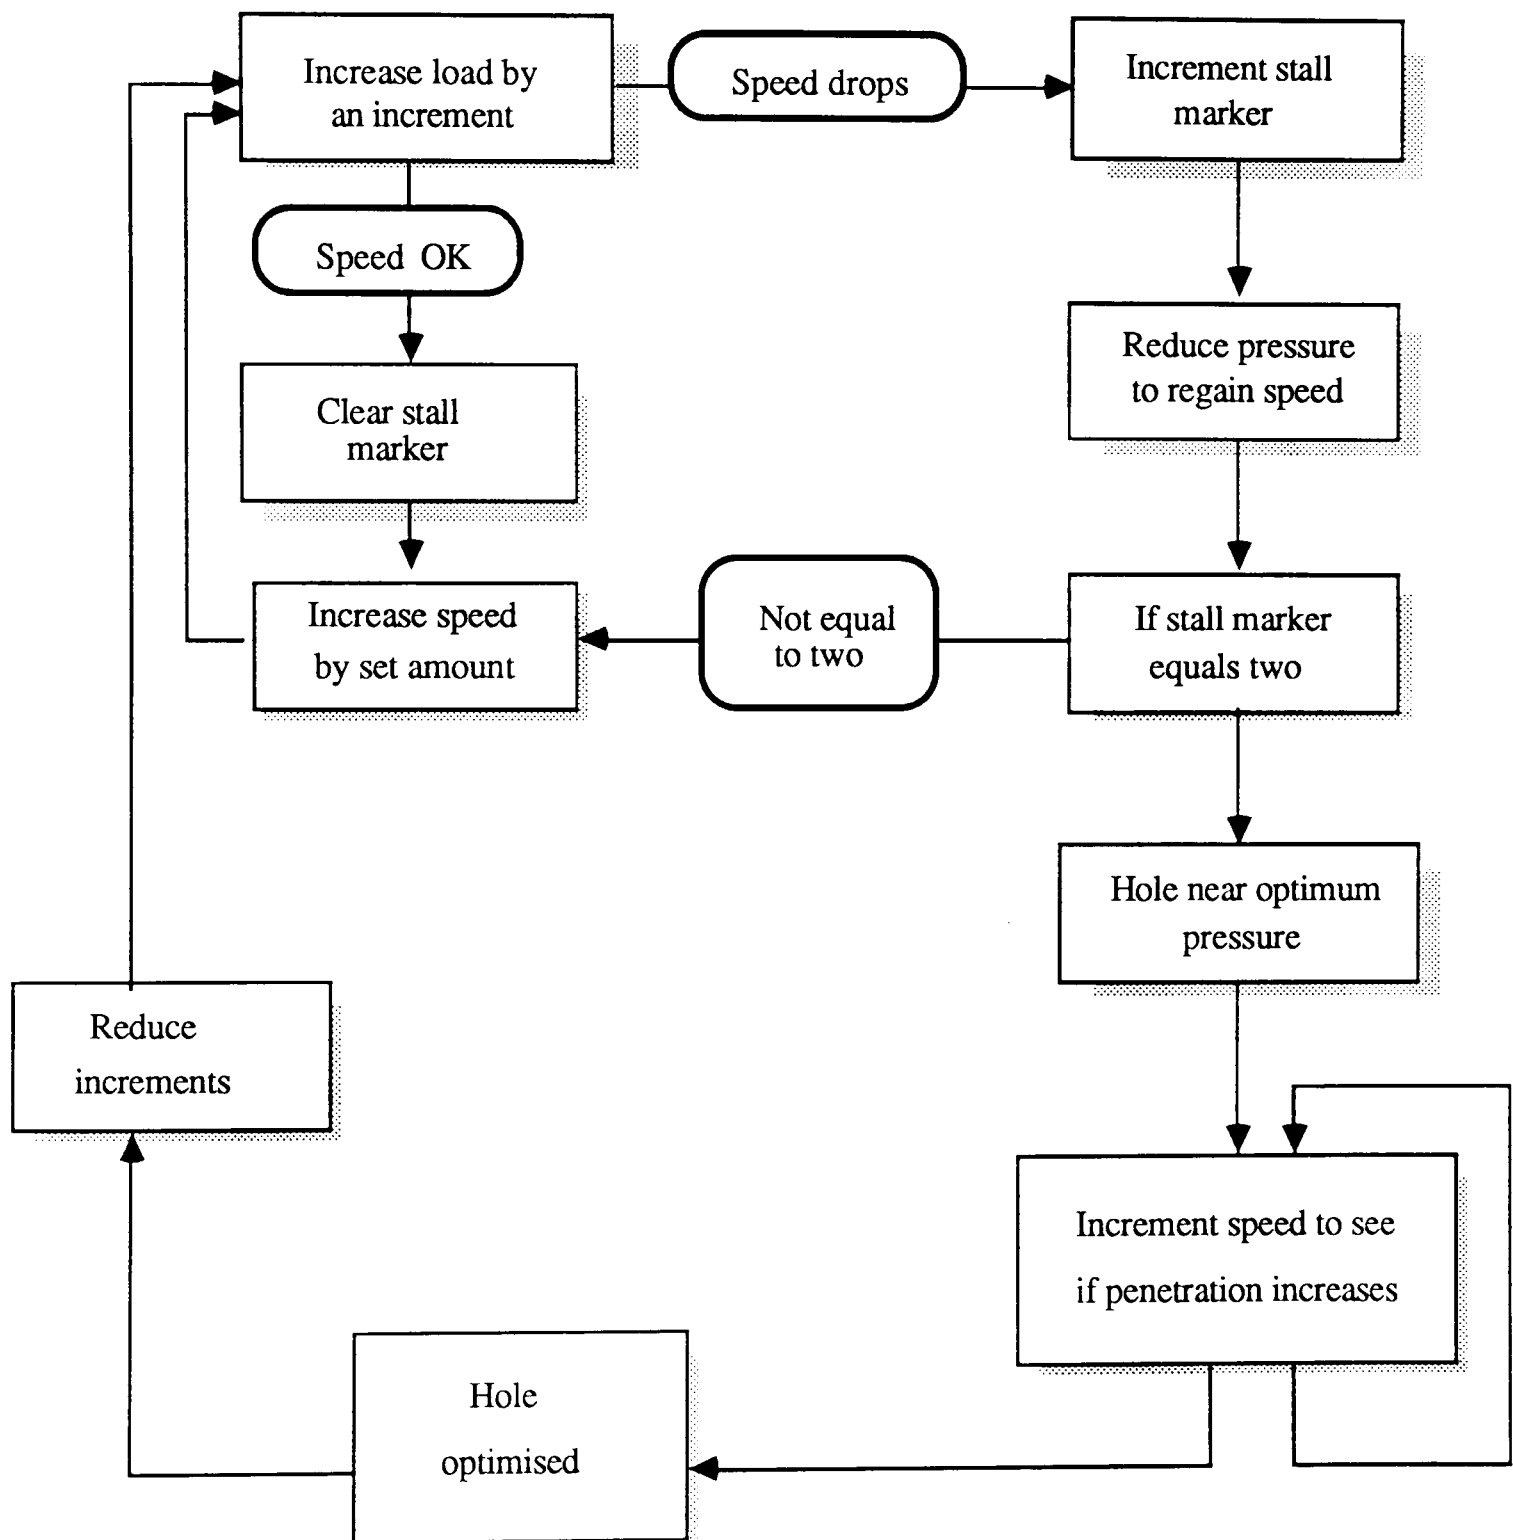 Increase load by
an increment
Speed drops
Increment stall
marker
Speed OK
Reduce pressure
to regain speed
Clear stall
marker
Increase speed
by set amount
Not equal
to two
If stall marker
equals two
Hole near optimum
pressure
Reduce
increments
Increment speed to see
if penetration increases
Hole
optimised